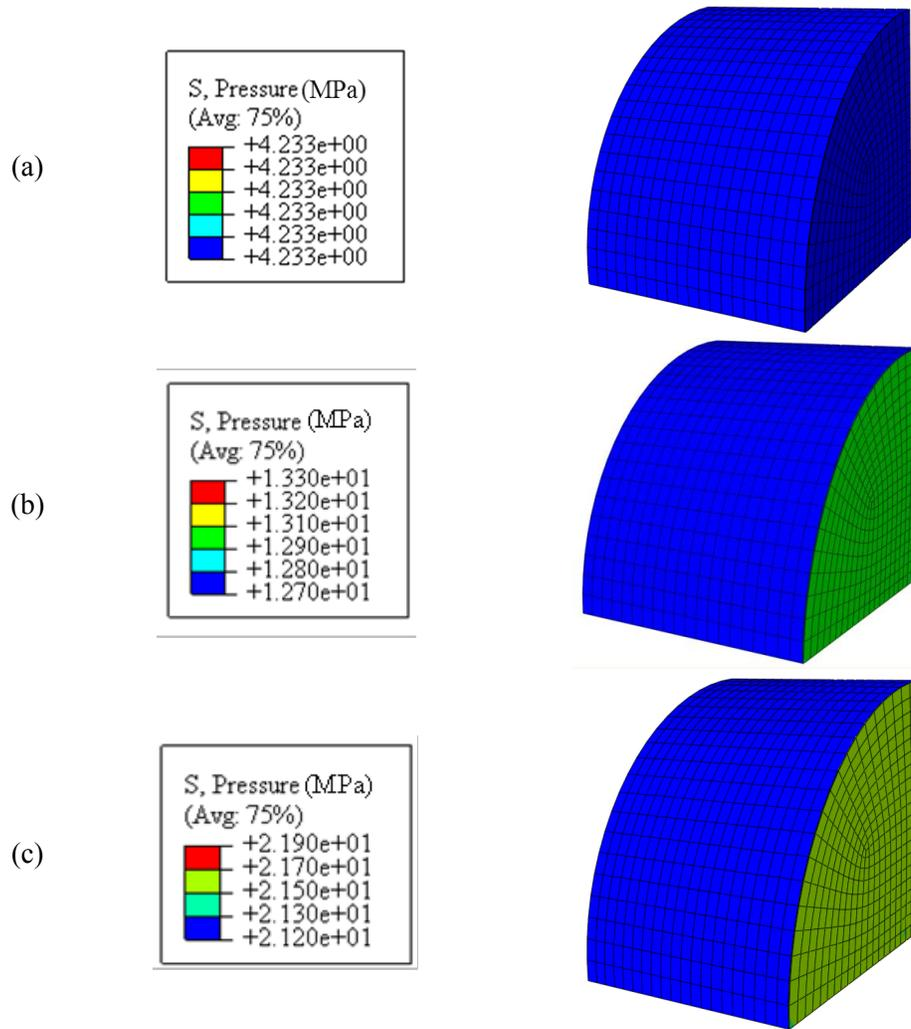 S, Pressure (MPa)
(Avg: 75%)
(a)
+4.233e+00
+4.233e+00
+4.233e+00
+4.233e+00
+4.233e+00
+4.233e+00
S, Pressure (MPa)
(Avg: 75%)
(b)
+1.330e+01
+1.320e+01
+1.310e+01
+1.290e+01
+1.280e+01
+1.270e+01
S, Pressure (MPa)
(Avg: 75%)
(c)
+2.190e+01
+2.170e+01
+2.150e+01
+2.130e+01
+2.120e+01